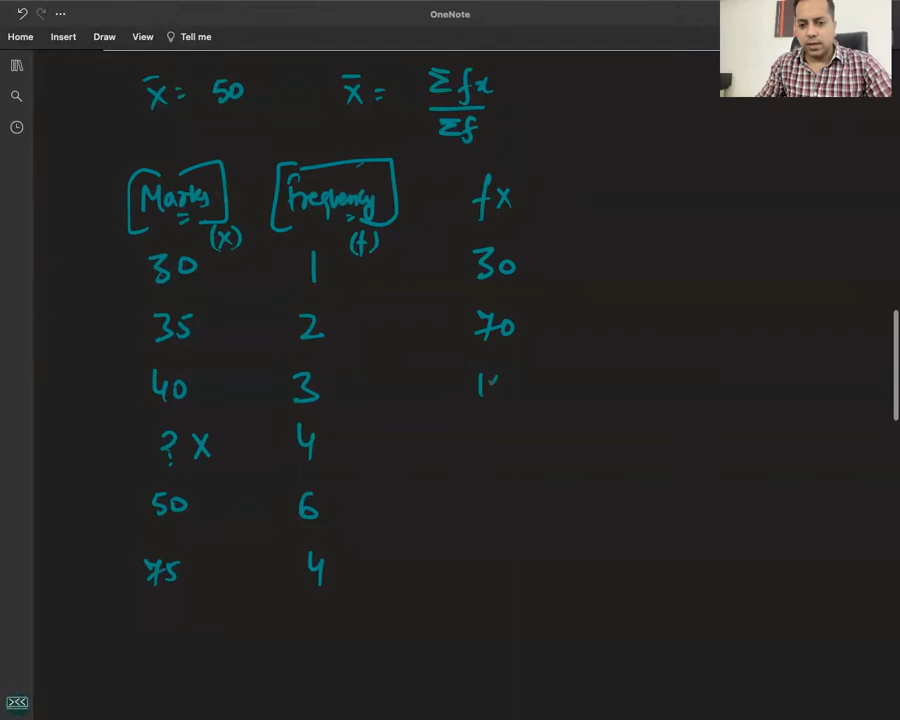 OneNote
Home Insert Draw View Tell me
x̄ = 50 x̄ = Σfx / Σf
Marks (x) Frequency (f) fx
30 1 30
35 2 70
40 3 1
? X 4
50 6
75 4